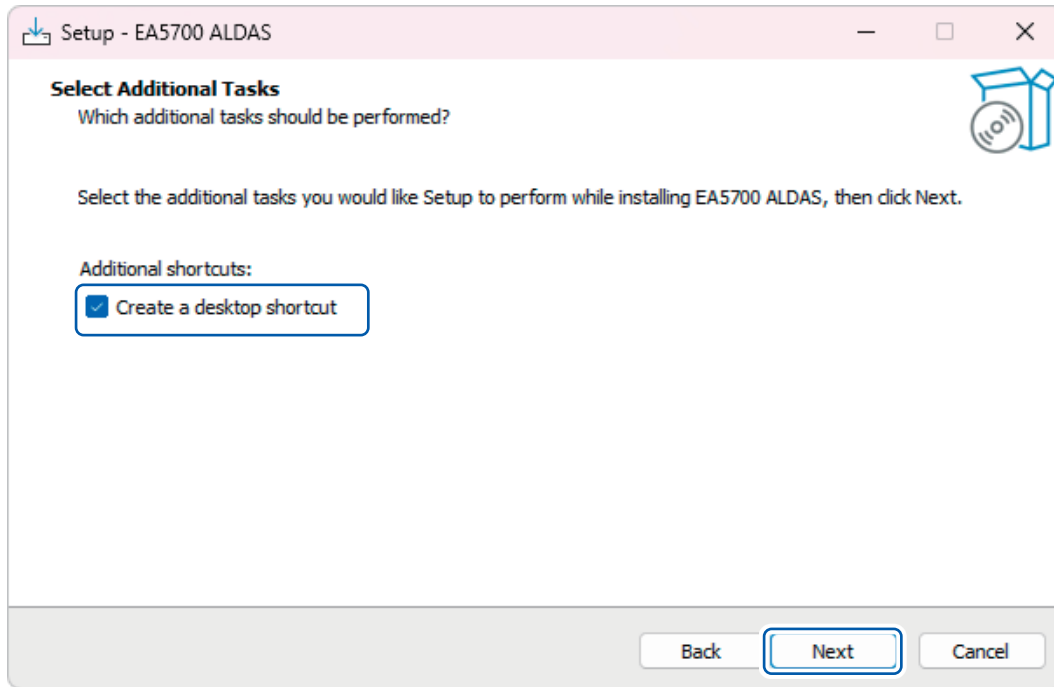 Setup - EA5700 ALDAS
Select Additional Tasks
Which additional tasks should be performed?
Select the additional tasks you would like Setup to perform while installing EA5700 ALDAS, then click Next.
Additional shortcuts:
Create a desktop shortcut
Back Next Cancel